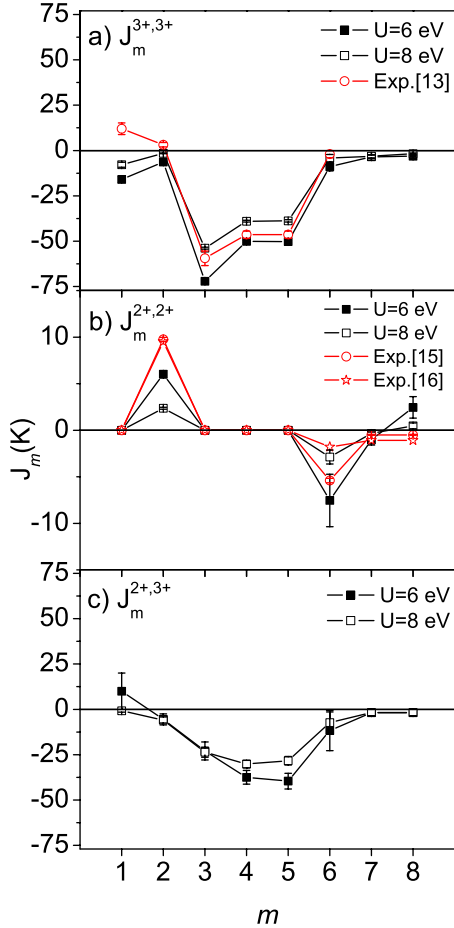 a) J_m^{3+,3+}
U=6 eV
U=8 eV
Exp.[13]
75
50
25
0
-25
-50
-75
b) J_m^{2+,2+}
U=6 eV
U=8 eV
Exp.[15]
Exp.[16]
10
0
-10
J_m(K)
c) J_m^{2+,3+}
U=6 eV
U=8 eV
75
50
25
0
-25
-50
-75
1 2 3 4 5 6 7 8
m